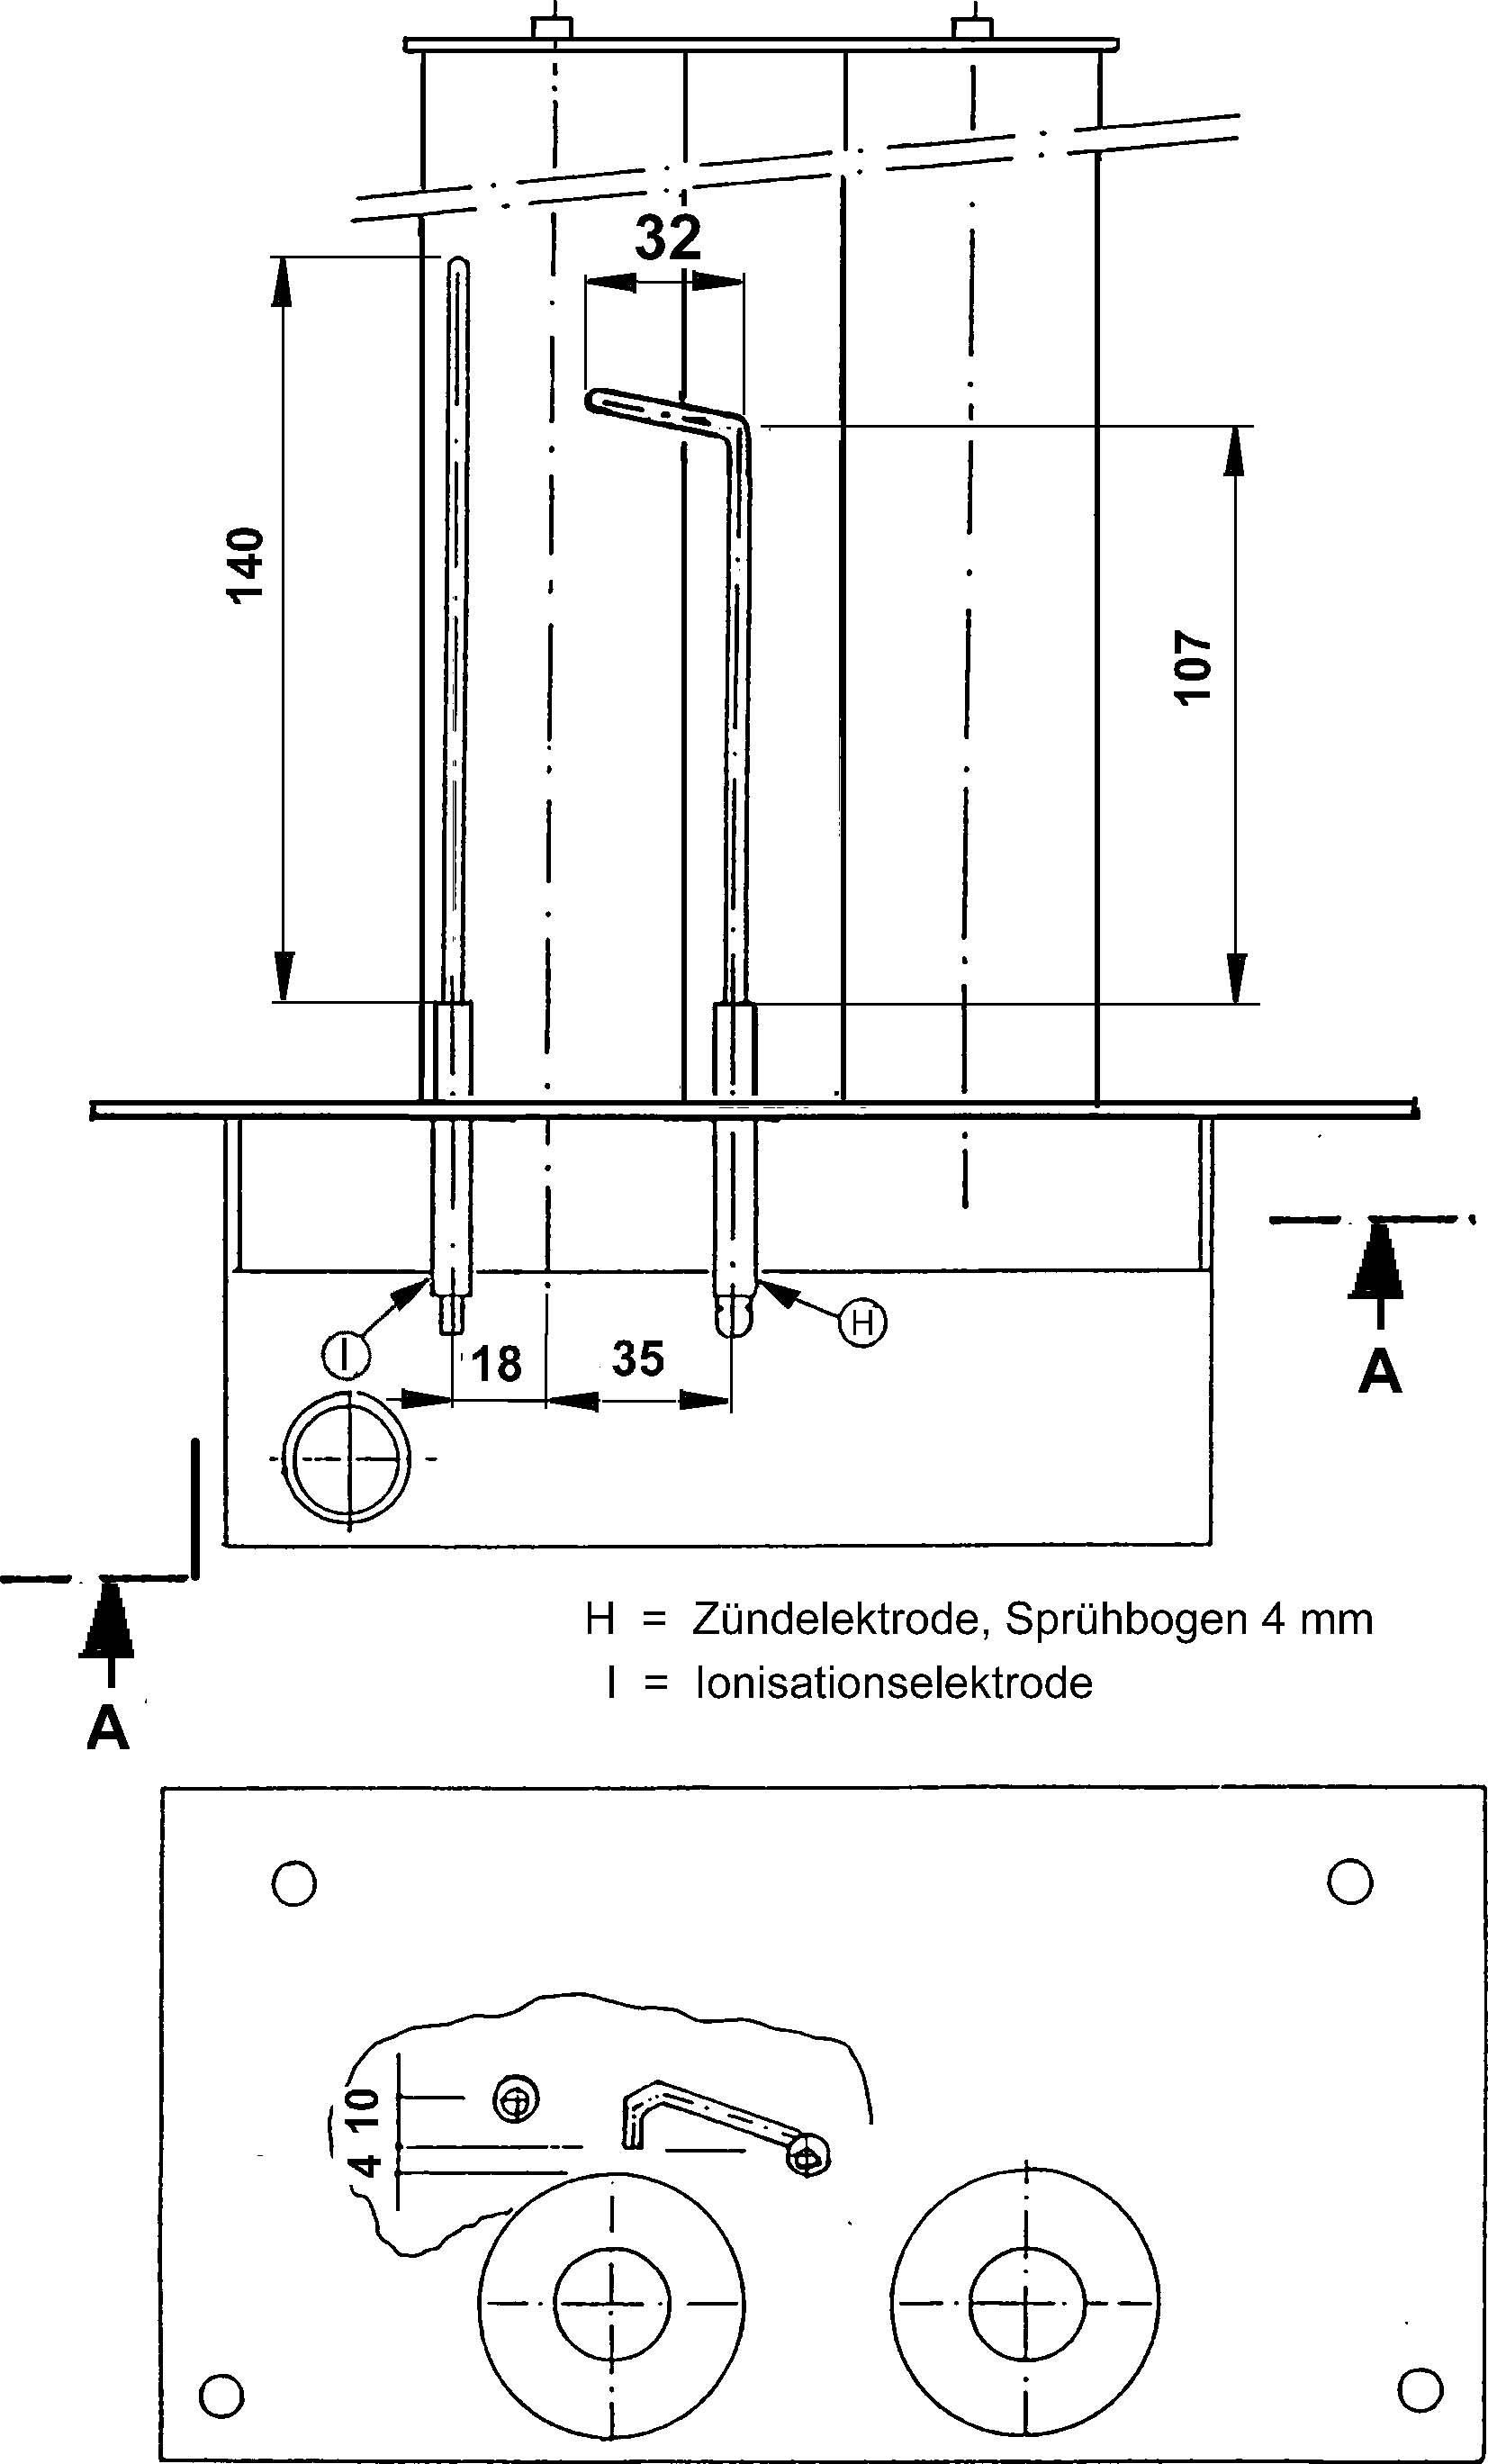 32
140
107
I
H
18
35
A
A
H = Zündelektrode, Sprühbogen 4 mm
I = Ionisationselektrode
10
4